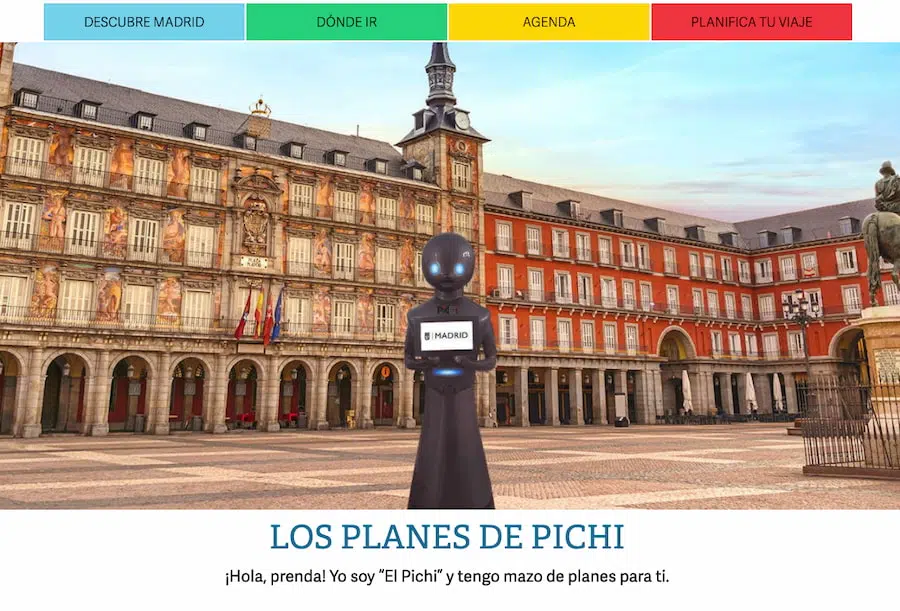 DESCUBRE MADRID
DÓNDE IR
AGENDA
PLANIFICA TU VIAJE
MADRID
LOS PLANES DE PICHI
¡Hola, prenda! Yo soy “El Pichi” y tengo mazo de planes para ti.